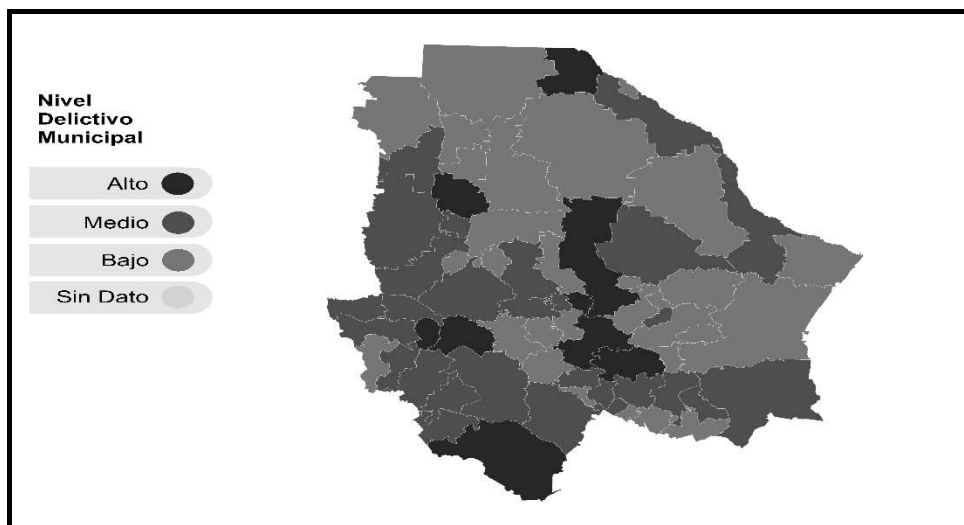 Nivel
Delictivo
Municipal
Alto
Medio
Bajo
Sin Dato